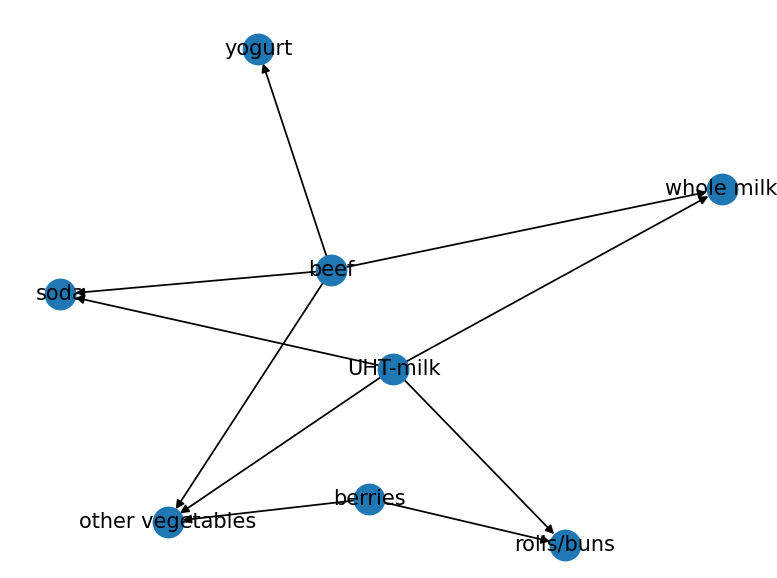 yogurt
whole milk
beef
soda
UHT-milk
berries
other vegetables
rolls/buns